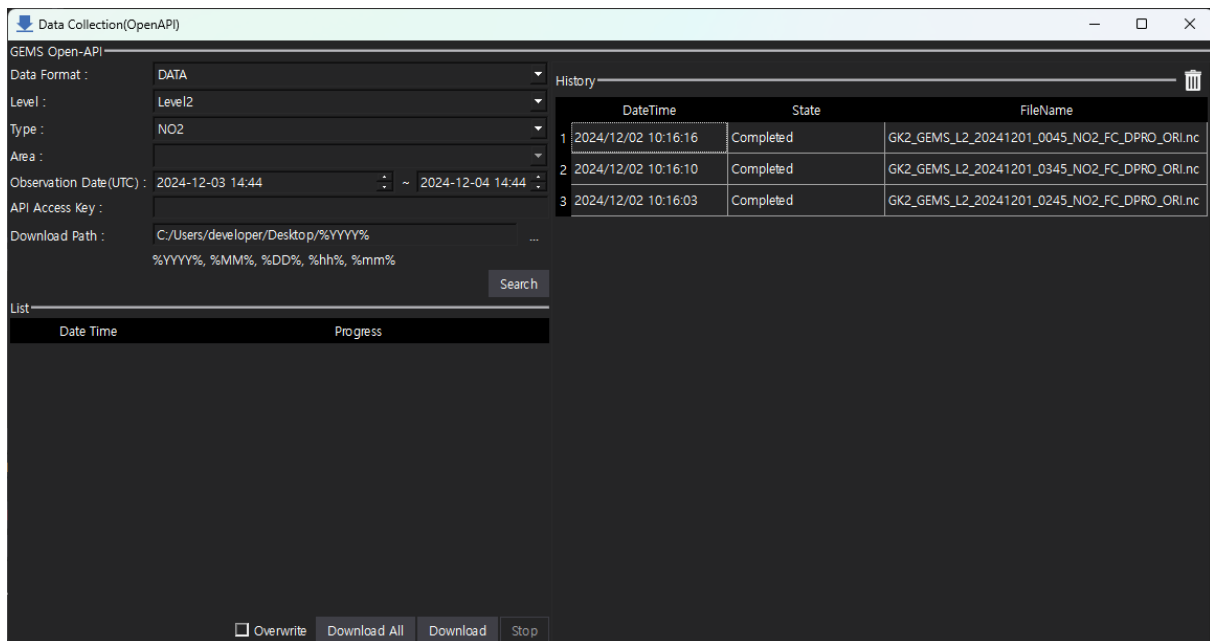 Data Collection(OpenAPI)
GEMS Open-API
Data Format : DATA
Level : Level2
Type : NO2
Area :
Observation Date(UTC) : 2024-12-03 14:44 ~ 2024-12-04 14:44
API Access Key :
Download Path : C:/Users/developer/Desktop/%YYYY% ...
%YYYY%, %MM%, %DD%, %hh%, %mm%
Search
List
Date Time Progress
Overwrite Download All Download Stop
History
DateTime State FileName
1 2024/12/02 10:16:16 Completed GK2_GEMS_L2_20241201_0045_NO2_FC_DPRO_ORI.nc
2 2024/12/02 10:16:10 Completed GK2_GEMS_L2_20241201_0345_NO2_FC_DPRO_ORI.nc
3 2024/12/02 10:16:03 Completed GK2_GEMS_L2_20241201_0245_NO2_FC_DPRO_ORI.nc